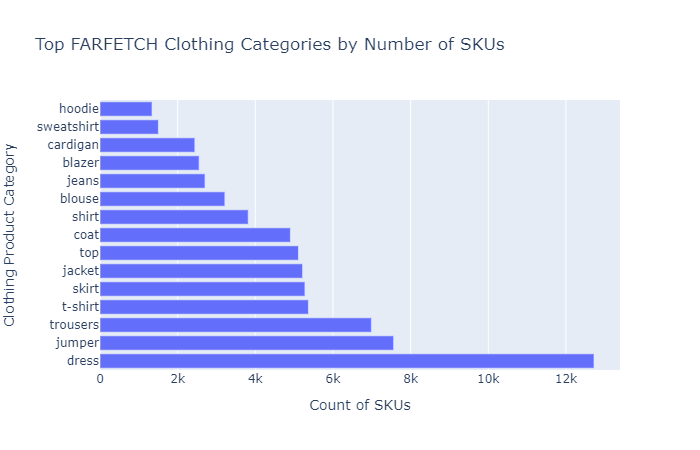 Top FARFETCH Clothing Categories by Number of SKUs
Clothing Product Category
hoodie
sweatshirt
cardigan
blazer
jeans
blouse
shirt
coat
top
jacket
skirt
t-shirt
trousers
jumper
dress
0 2k 4k 6k 8k 10k 12k
Count of SKUs